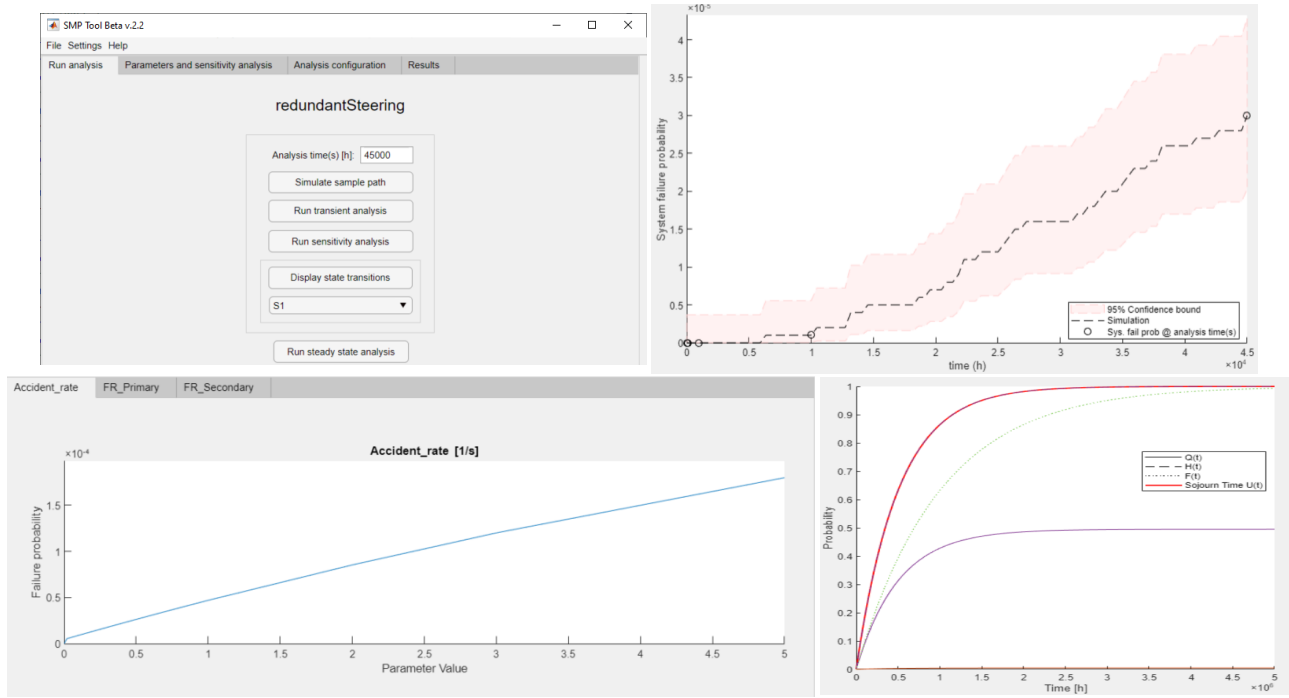 SMP Tool Beta v.2.2
File Settings Help
Run analysis Parameters and sensitivity analysis Analysis configuration Results
redundantSteering
Analysis time(s) [h]: 45000
Simulate sample path
Run transient analysis
Run sensitivity analysis
Display state transitions
S1
Run steady state analysis
×10⁻⁵
4
3.5
3
2.5
2
1.5
1
0.5
0
System failure probability
0 0.5 1 1.5 2 2.5 3 3.5 4 4.5
time (h)
×10⁴
95% Confidence bound
Simulation
Sys. fail prob @ analysis time(s)
Accident_rate FR_Primary FR_Secondary
Accident_rate [1/s]
×10⁻⁴
1.5
1
0.5
0
Failure probability
0 0.5 1 1.5 2 2.5 3 3.5 4 4.5 5
Parameter Value
1
0.9
0.8
0.7
0.6
0.5
0.4
0.3
0.2
0.1
0
Probability
Q(t)
H(t)
F(t)
Sojourn Time U(t)
0 0.5 1 1.5 2 2.5 3 3.5 4 4.5 5
Time [h]